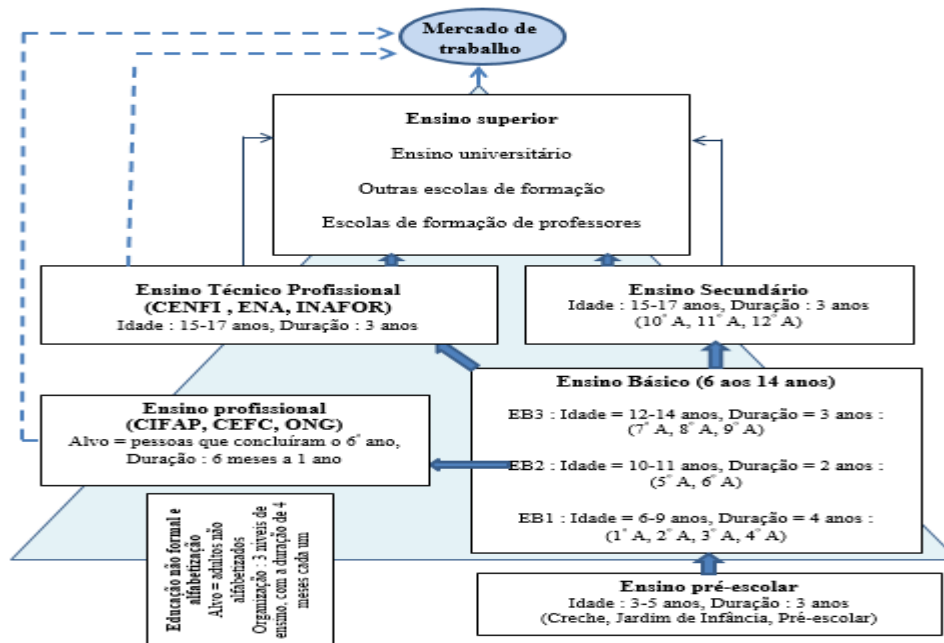 Mercado de
trabalho
Ensino superior
Ensino universitário
Outras escolas de formação
Escolas de formação de professores
Ensino Técnico Profissional
(CENFI , ENA, INAFOR)
Idade : 15-17 anos, Duração : 3 anos
Ensino Secundário
Idade : 15-17 anos, Duração : 3 anos
(10° A, 11° A, 12° A)
Ensino profissional
(CIFAP, CEFC, ONG)
Alvo = pessoas que concluíram o 6° ano,
Duração : 6 meses a 1 ano
Ensino Básico (6 aos 14 anos)
EB3 : Idade = 12-14 anos, Duração = 3 anos :
(7° A, 8° A, 9° A)
EB2 : Idade = 10-11 anos, Duração = 2 anos :
(5° A, 6° A)
EB1 : Idade = 6-9 anos, Duração = 4 anos :
(1° A, 2° A, 3° A, 4° A)
Educação não formal e
alfabetização
Alvo = adultos não
alfabetizados
Organização : 3 níveis de
ensino, com a duração de 4
meses cada um
Ensino pré-escolar
Idade : 3-5 anos, Duração : 3 anos
(Creche, Jardim de Infância, Pré-escolar)